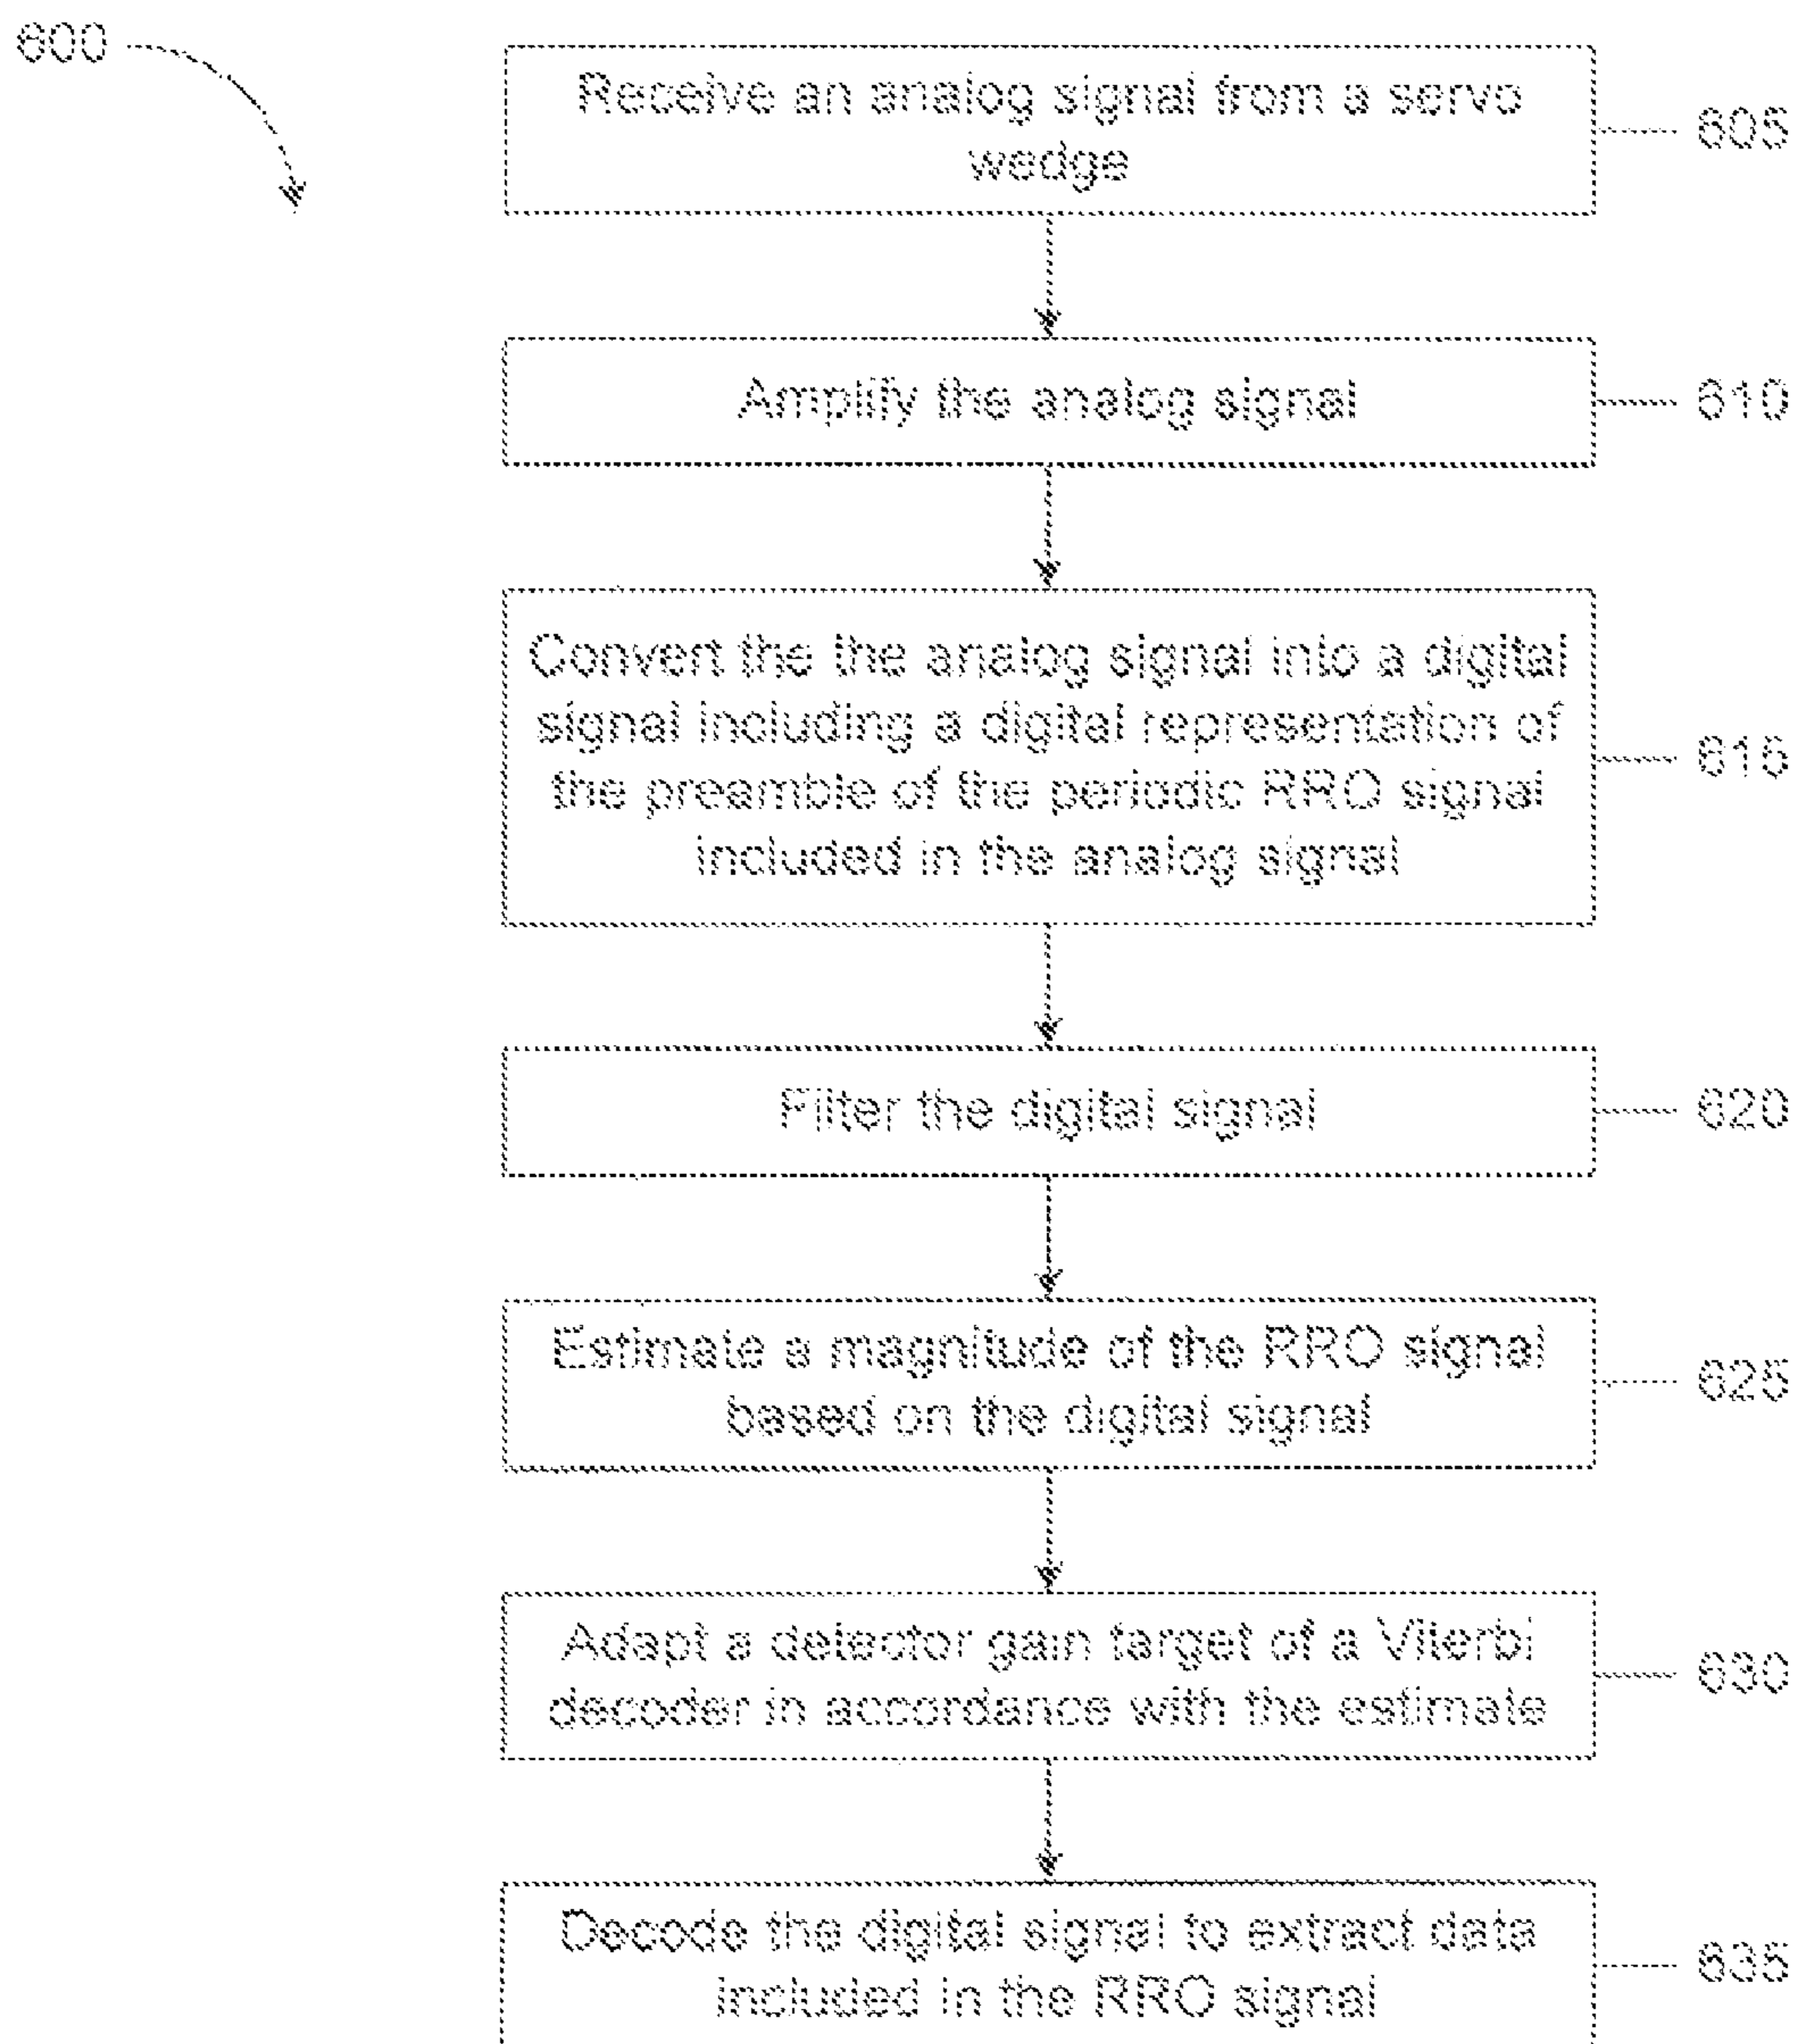 600
Receive an analog signal from a servo
wedge
605
Amplify the analog signal
610
Convert the the analog signal into a digital
signal including a digital representation of
the preamble of the periodic RRO signal
included in the analog signal
615
Filter the digital signal
620
Estimate a magnitude of the RRO signal
based on the digital signal
625
Adapt a detector gain target of a Viterbi
decoder in accordance with the estimate
630
Decode the digital signal to extract data
included in the RRO signal
635